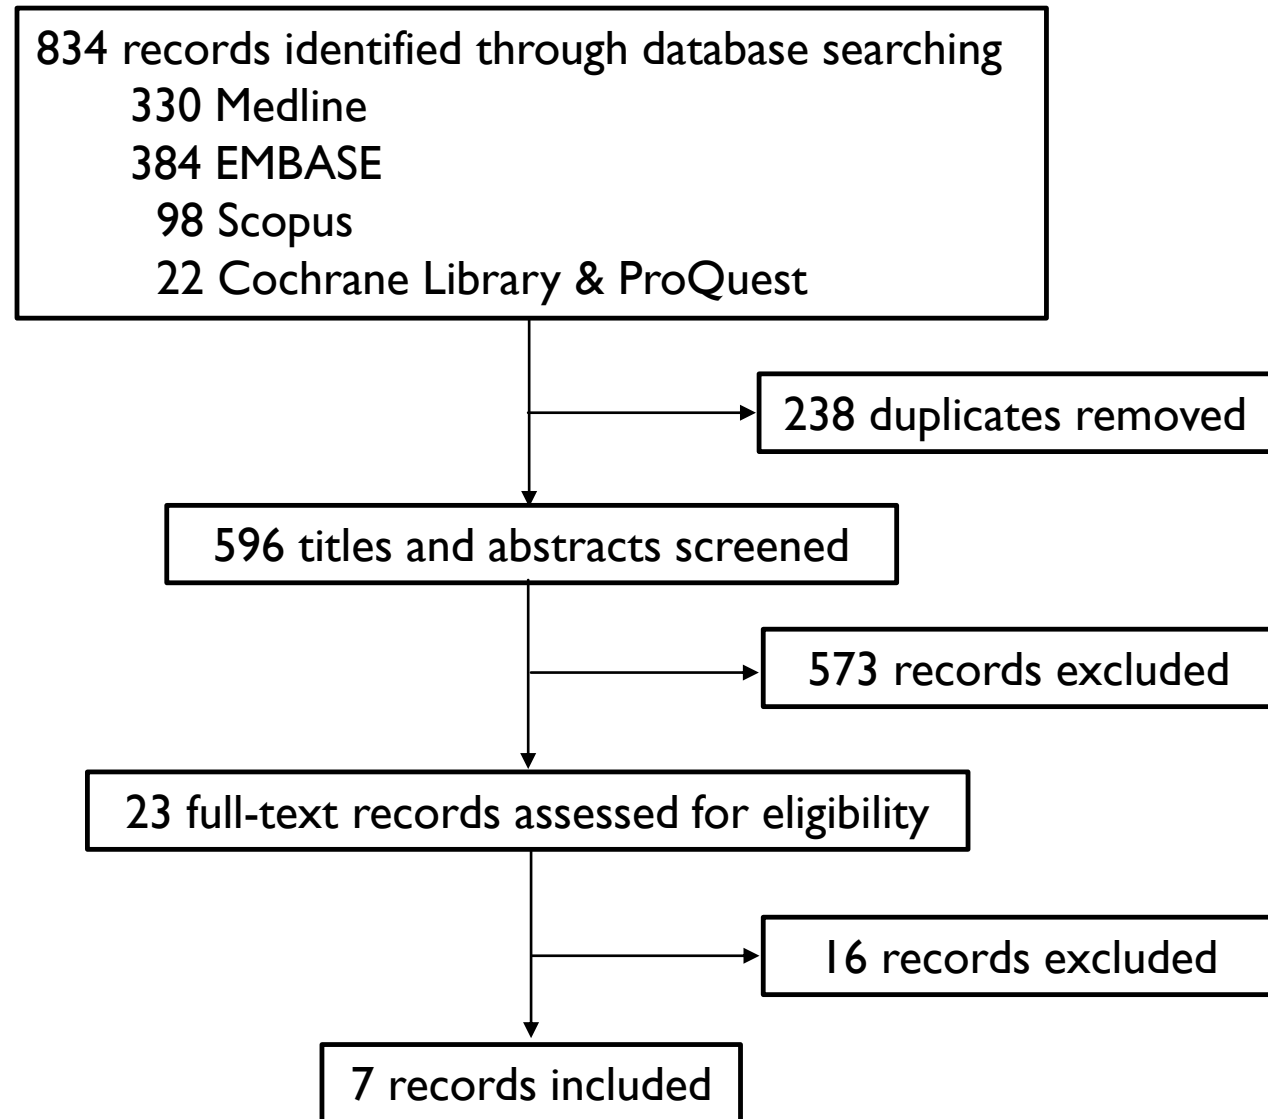 834 records identified through database searching
330 Medline
384 EMBASE
98 Scopus
22 Cochrane Library & ProQuest
238 duplicates removed
596 titles and abstracts screened
573 records excluded
23 full-text records assessed for eligibility
16 records excluded
7 records included